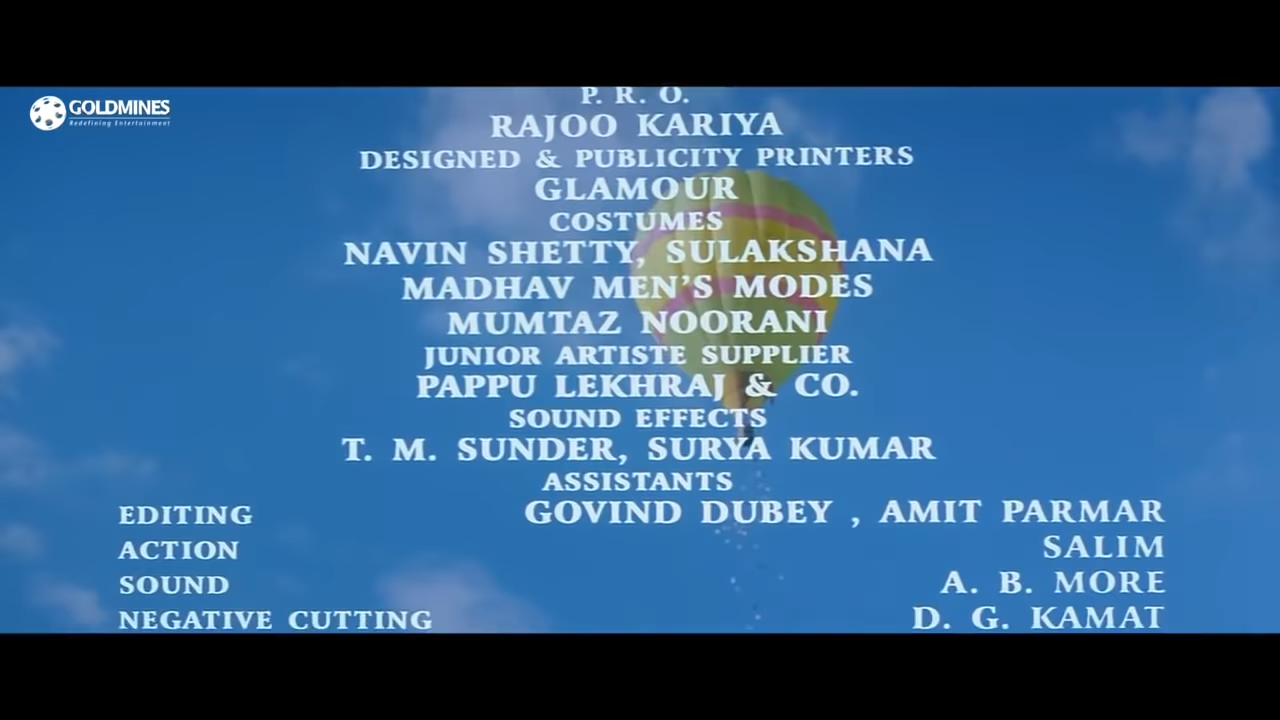 GOLDMINES
Redefining Entertainment
P. R. O.
RAJOO KARIYA
DESIGNED & PUBLICITY PRINTERS
GLAMOUR
COSTUMES
NAVIN SHETTY, SULAKSHANA
MADHAV MEN'S MODES
MUMTAZ NOORANI
JUNIOR ARTISTE SUPPLIER
PAPPU LEKHRAJ & CO.
SOUND EFFECTS
T. M. SUNDER, SURYA KUMAR
ASSISTANTS
EDITING GOVIND DUBEY , AMIT PARMAR
ACTION SALIM
SOUND A. B. MORE
NEGATIVE CUTTING D. G. KAMAT